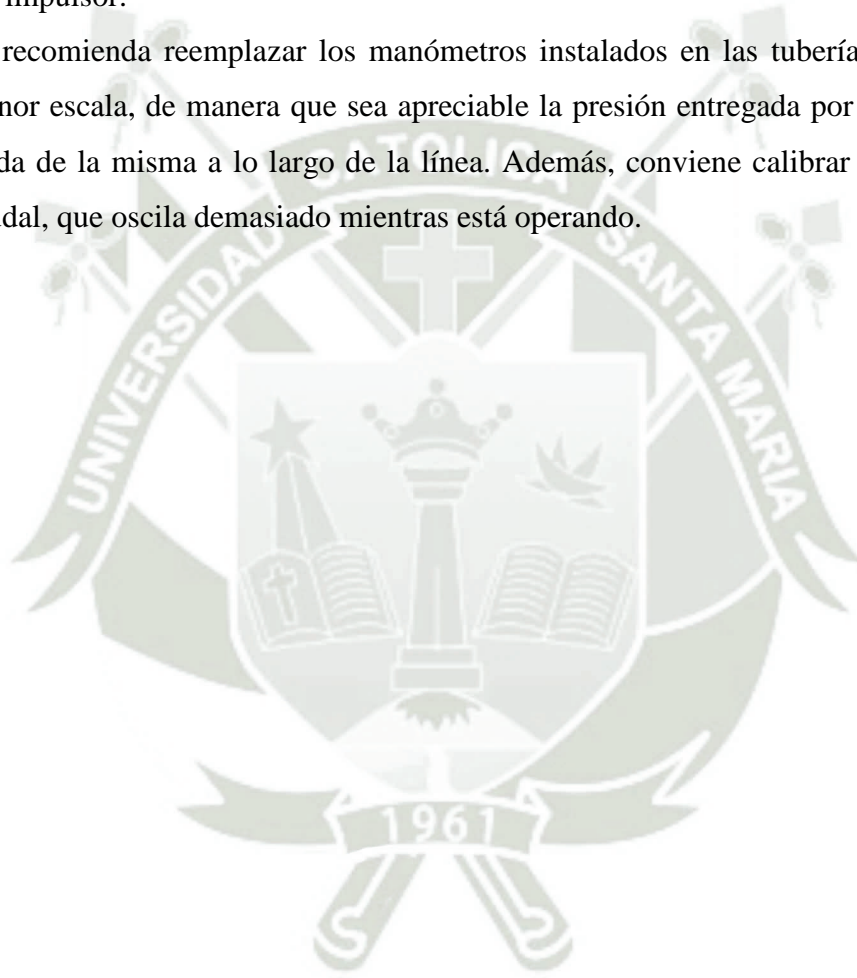 impulsor.
recomienda reemplazar los manómetros instalados en las tubería
nor escala, de manera que sea apreciable la presión entregada por
da de la misma a lo largo de la línea. Además, conviene calibrar
dal, que oscila demasiado mientras está operando.
UNIVERSIDAD CATOLICA SANTA MARIA
1961